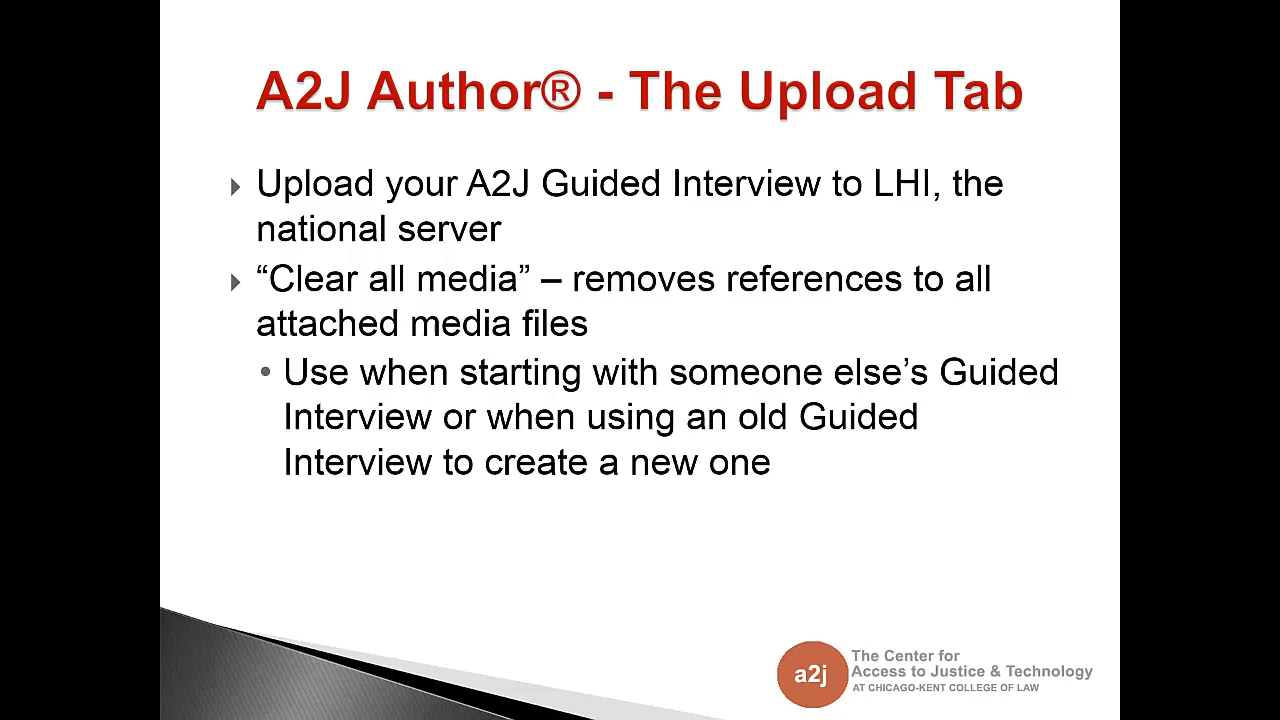 A2J Author® - The Upload Tab
Upload your A2J Guided Interview to LHI, the
national server
“Clear all media” – removes references to all
attached media files
Use when starting with someone else’s Guided
Interview or when using an old Guided
Interview to create a new one
a2j
The Center for
Access to Justice & Technology
AT CHICAGO-KENT COLLEGE OF LAW